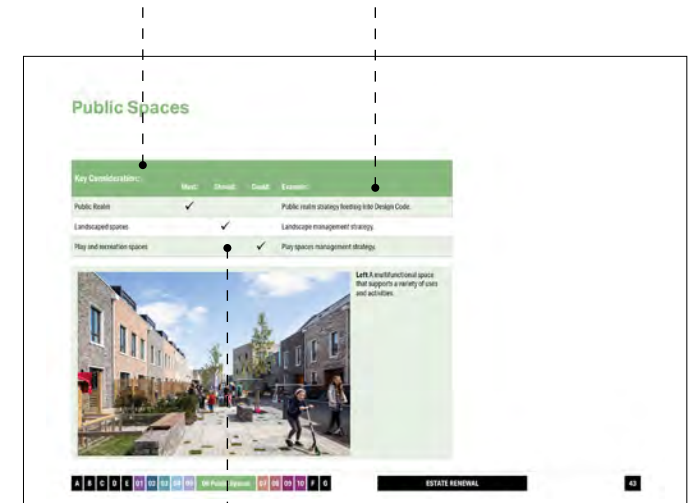 Public Spaces
Key Considerations: Must: Should: Could: Example:
Public Realm ✓ Public realm strategy feeding into Design Code.
Landscaped spaces ✓ Landscape management strategy.
Play and recreation spaces ✓ Play spaces management strategy.
Left A multifunctional space
that supports a variety of uses
and activities.
A B C D E 01 02 03 04 05 06 Public Spaces 07 08 09 10 F G ESTATE RENEWAL 43